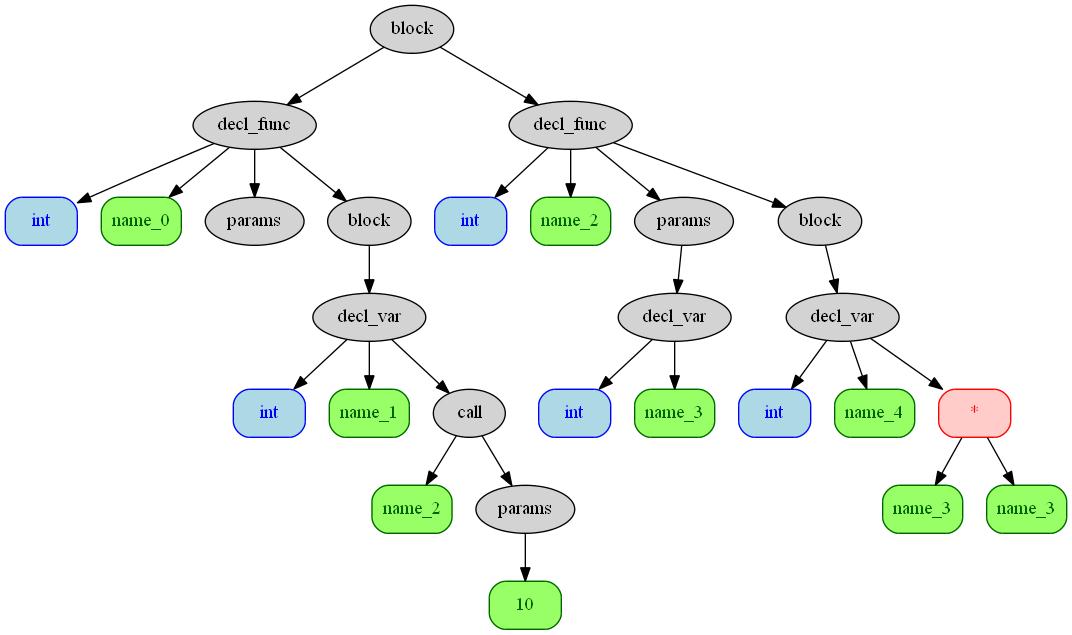 block
decl_func decl_func
int name_0 params block int name_2 params block
decl_var decl_var decl_var
int name_1 call int name_3 int name_4 *
name_2 params name_3 name_3
10